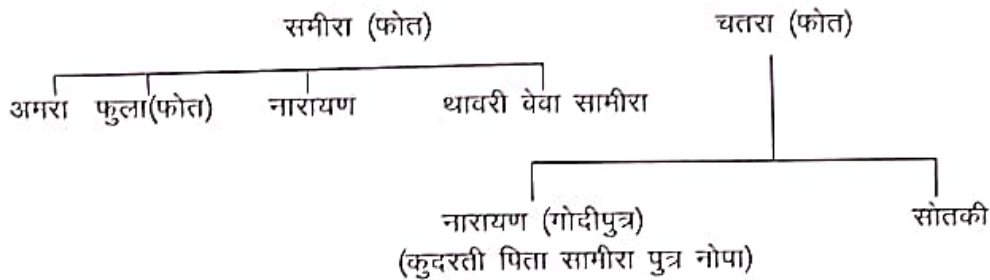 समीरा (फोत) चतरा (फोत)
अमरा फुला(फोत) नारायण थावरी वेवा सामीरा
नारायण (गोदीपुत्र) सोतकी
(कुदरती पिता सामीरा पुत्र नोपा)